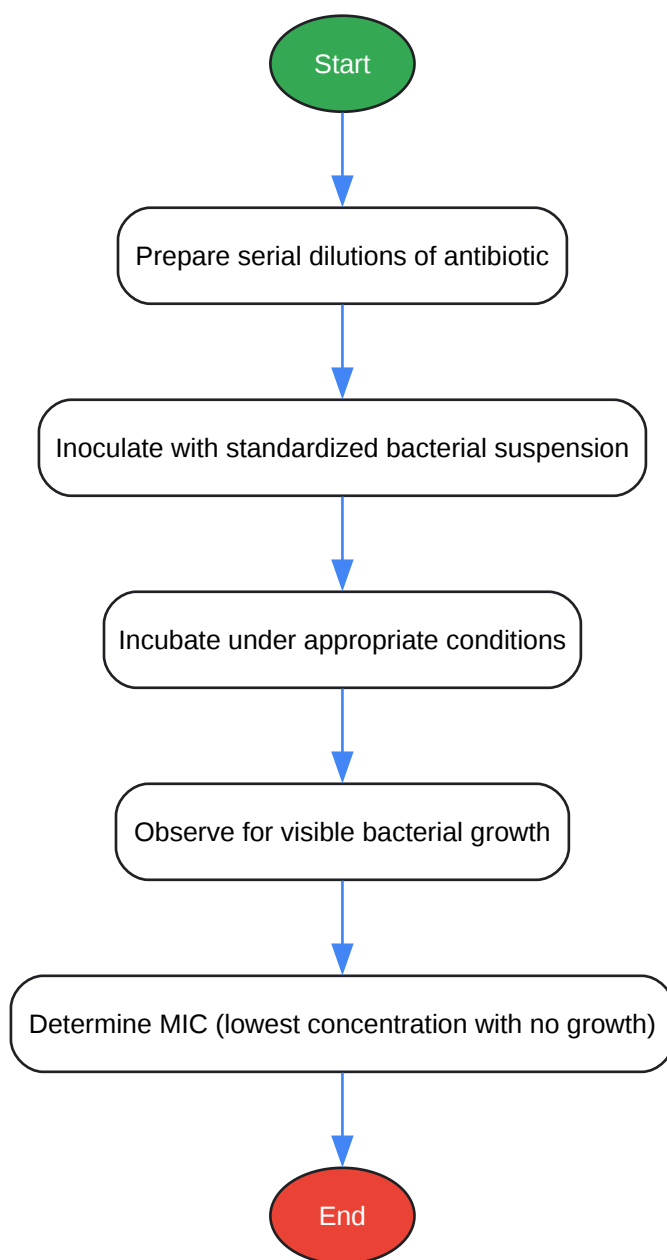 Start
Prepare serial dilutions of antibiotic
Inoculate with standardized bacterial suspension
Incubate under appropriate conditions
Observe for visible bacterial growth
Determine MIC (lowest concentration with no growth)
End